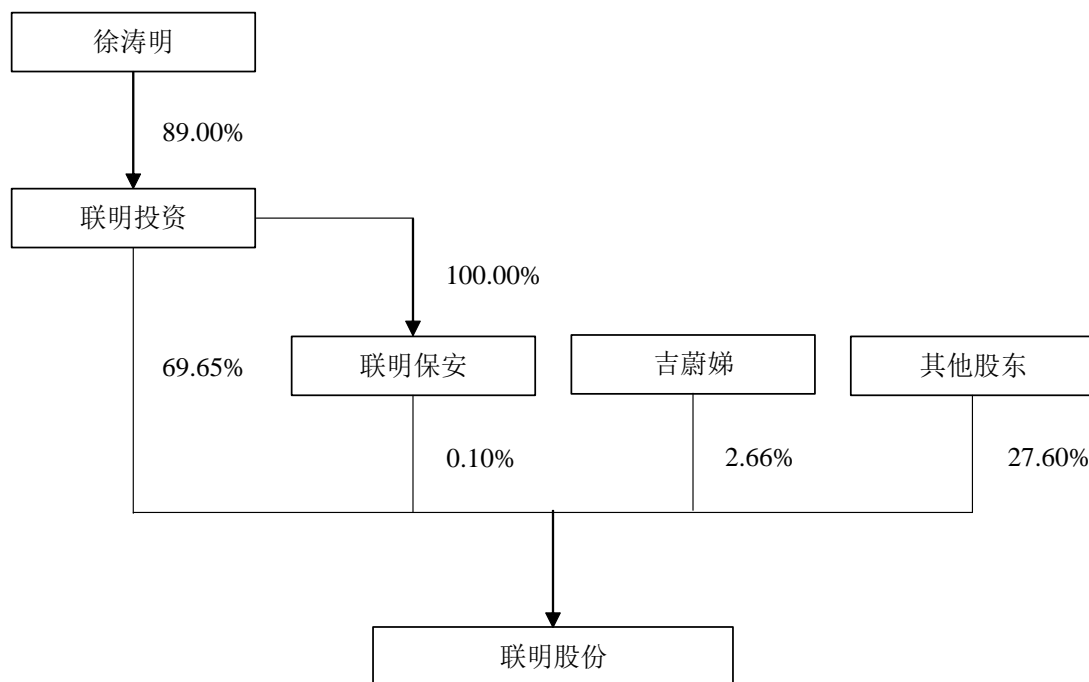 徐涛明
89.00%
联明投资
100.00%
69.65%
联明保安
吉蔚娣
其他股东
0.10%
2.66%
27.60%
联明股份